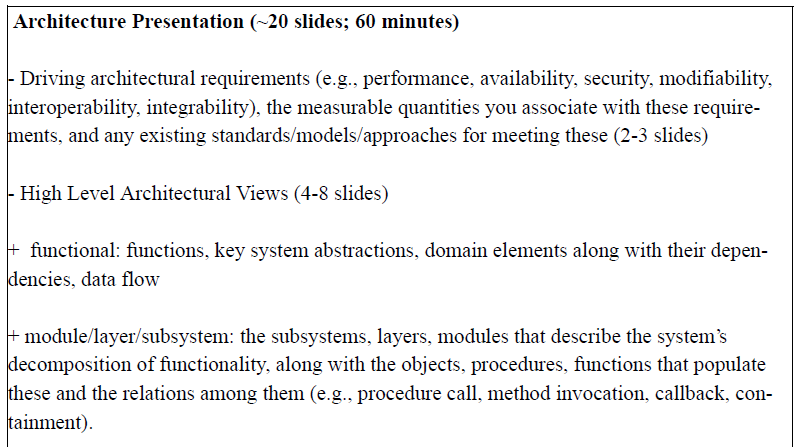 Architecture Presentation (~20 slides; 60 minutes)
- Driving architectural requirements (e.g., performance, availability, security, modifiability,
interoperability, integrability), the measurable quantities you associate with these require-
ments, and any existing standards/models/approaches for meeting these (2-3 slides)
- High Level Architectural Views (4-8 slides)
+ functional: functions, key system abstractions, domain elements along with their depen-
dencies, data flow
+ module/layer/subsystem: the subsystems, layers, modules that describe the system’s
decomposition of functionality, along with the objects, procedures, functions that populate
these and the relations among them (e.g., procedure call, method invocation, callback, con-
tainment).